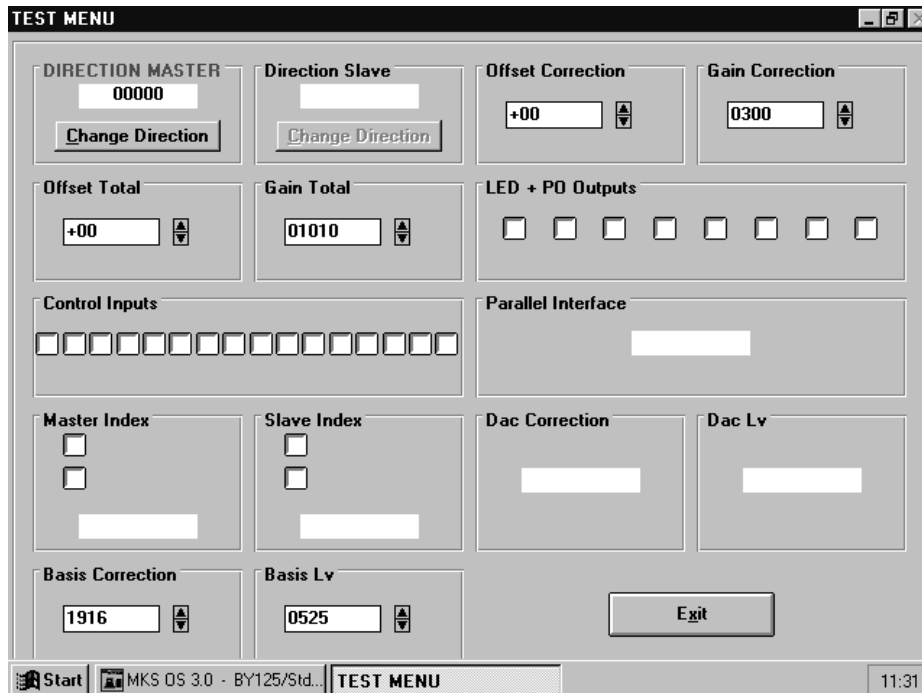 TEST MENU
DIRECTION MASTER
00000
Change Direction
Direction Slave
Change Direction
Offset Correction
+00
Gain Correction
0300
Offset Total
+00
Gain Total
01010
LED + PO Outputs
Control Inputs
Parallel Interface
Master Index
Slave Index
Dac Correction
Dac Lv
Basis Correction
1916
Basis Lv
0525
Exit
Start
MKS OS 3.0 - BY125/Std...
TEST MENU
11:31